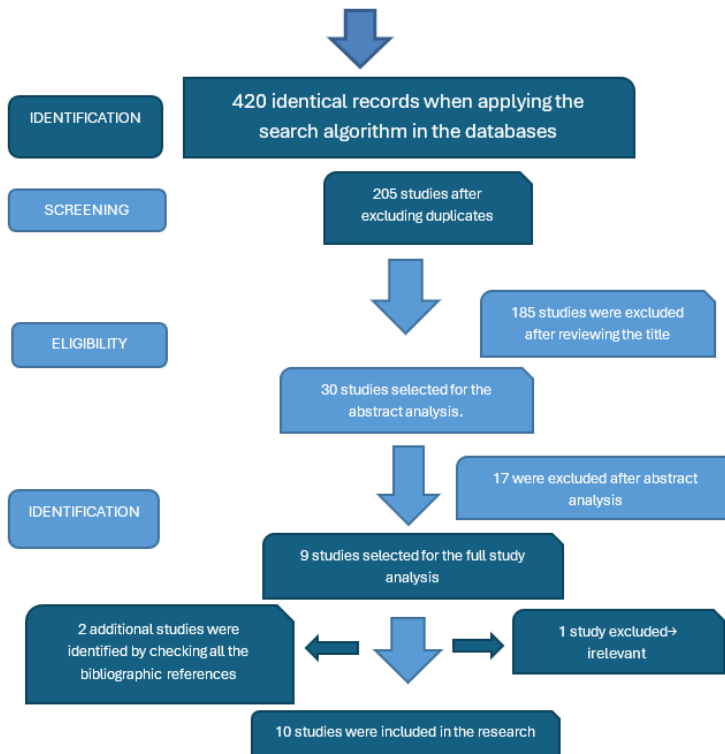 IDENTIFICATION
420 identical records when applying the
search algorithm in the databases
SCREENING
205 studies after
excluding duplicates
185 studies were excluded
after reviewing the title
ELIGIBILITY
30 studies selected for the
abstract analysis.
17 were excluded after abstract
analysis
IDENTIFICATION
9 studies selected for the full study
analysis
2 additional studies were
identified by checking all the
bibliographic references
1 study excluded→
irelevant
10 studies were included in the research